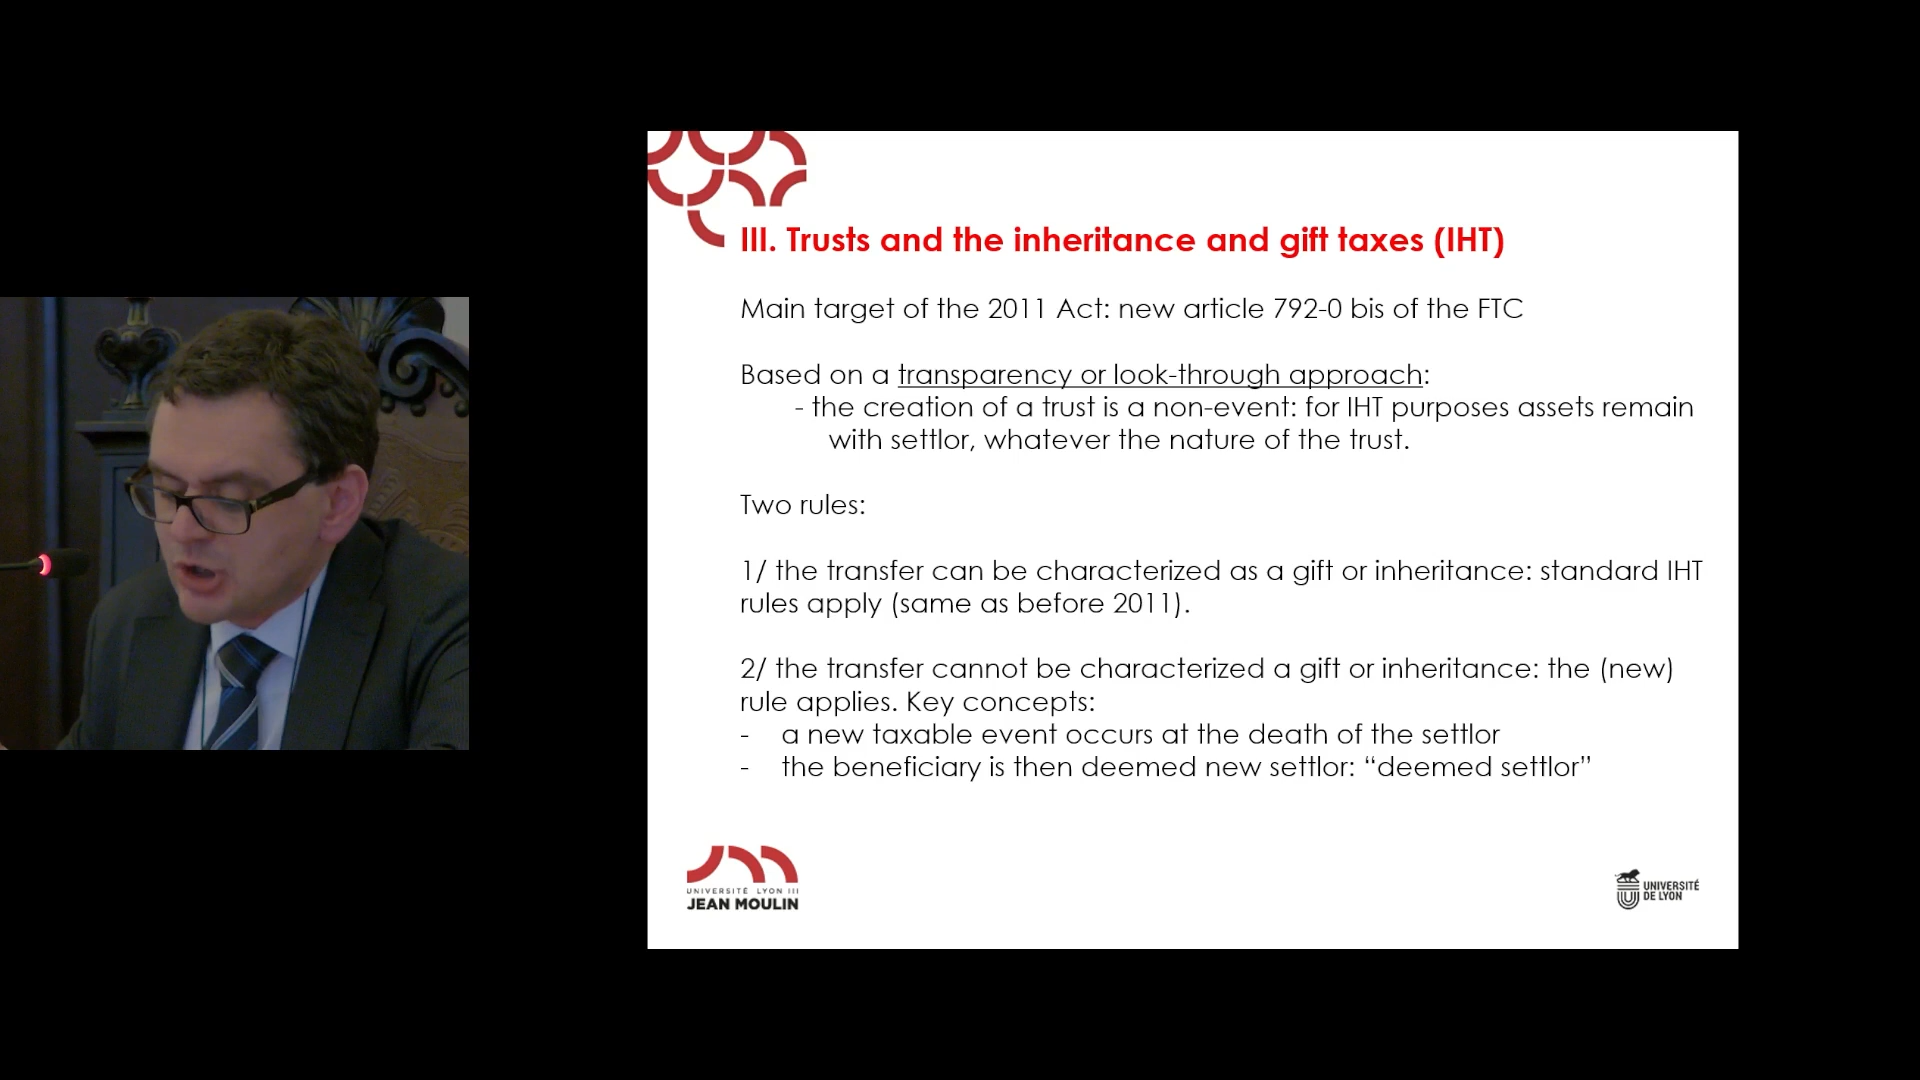 III. Trusts and the inheritance and gift taxes (IHT)
Main target of the 2011 Act: new article 792-0 bis of the FTC
Based on a transparency or look-through approach:
- the creation of a trust is a non-event: for IHT purposes assets remain
with settlor, whatever the nature of the trust.
Two rules:
1/ the transfer can be characterized as a gift or inheritance: standard IHT
rules apply (same as before 2011).
2/ the transfer cannot be characterized a gift or inheritance: the (new)
rule applies. Key concepts:
- a new taxable event occurs at the death of the settlor
- the beneficiary is then deemed new settlor: “deemed settlor”
UNIVERSITÉ LYON III
JEAN MOULIN
UNIVERSITÉ
DE LYON